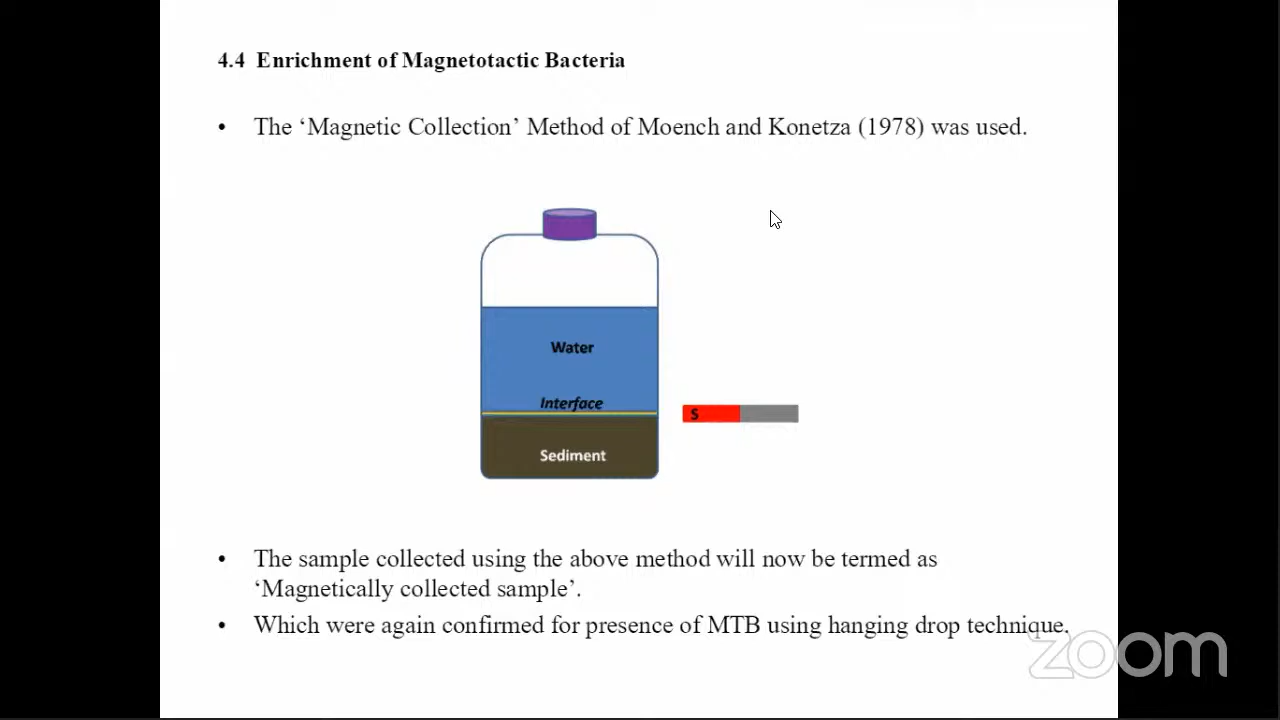 4.4 Enrichment of Magnetotactic Bacteria
• The ‘Magnetic Collection’ Method of Moench and Konetza (1978) was used.
Water
Interface
S
Sediment
• The sample collected using the above method will now be termed as
‘Magnetically collected sample’.
• Which were again confirmed for presence of MTB using hanging drop technique.
zoom